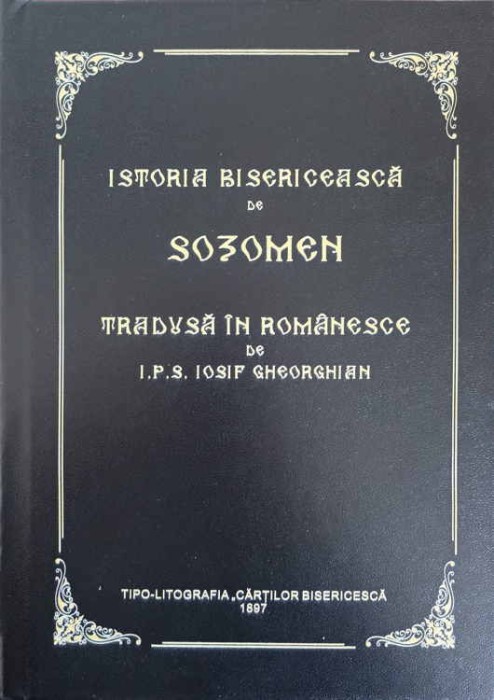 ISTORIA BISERICEASCĂ
DE
SOZOMEN
TRADUSĂ ÎN ROMÂNESCE
DE
I.P.S. IOSIF GHEORGHIAN
TIPO-LITOGRAFIA „CĂRȚILOR BISERICESCĂ
1897